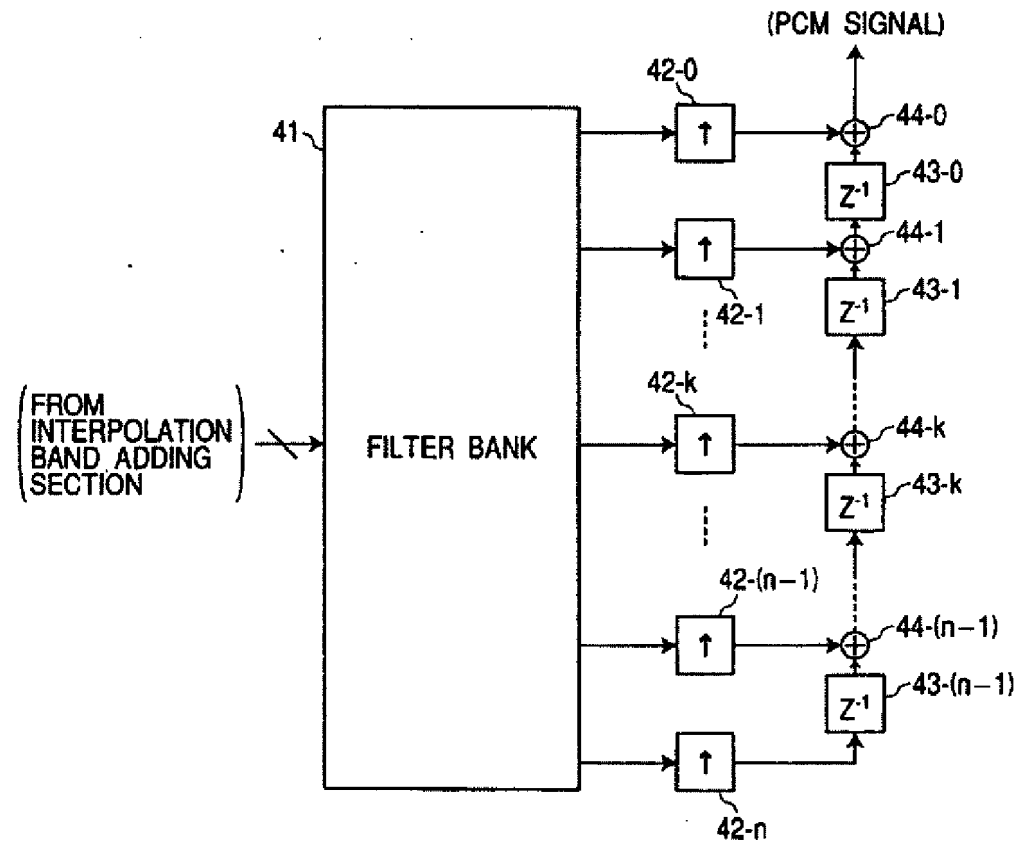 (PCM SIGNAL)
42-0
41
↑
44-0
Z⁻¹
43-0
↑
44-1
42-1
Z⁻¹
43-1
42-k
(FROM
INTERPOLATION
BAND ADDING
SECTION)
FILTER BANK
↑
44-k
Z⁻¹
43-k
42-(n−1)
↑
44-(n−1)
Z⁻¹
43-(n−1)
↑
42-n